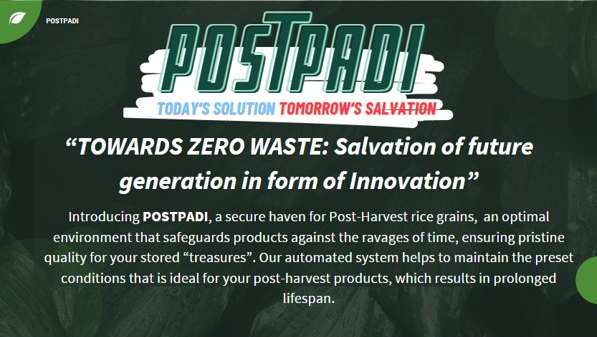 POSTPADI
POSTPADI
TODAY'S SOLUTION TOMORROW'S SALVATION
“TOWARDS ZERO WASTE: Salvation of future
generation in form of Innovation”
Introducing POSTPADI, a secure haven for Post-Harvest rice grains, an optimal
environment that safeguards products against the ravages of time, ensuring pristine
quality for your stored “treasures”. Our automated system helps to maintain the preset
conditions that is ideal for your post-harvest products, which results in prolonged
lifespan.